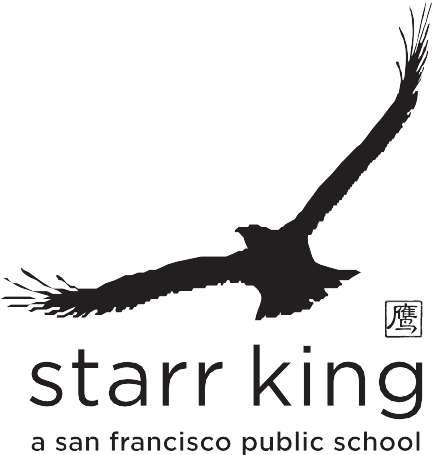 鹰
starr king
a san francisco public school